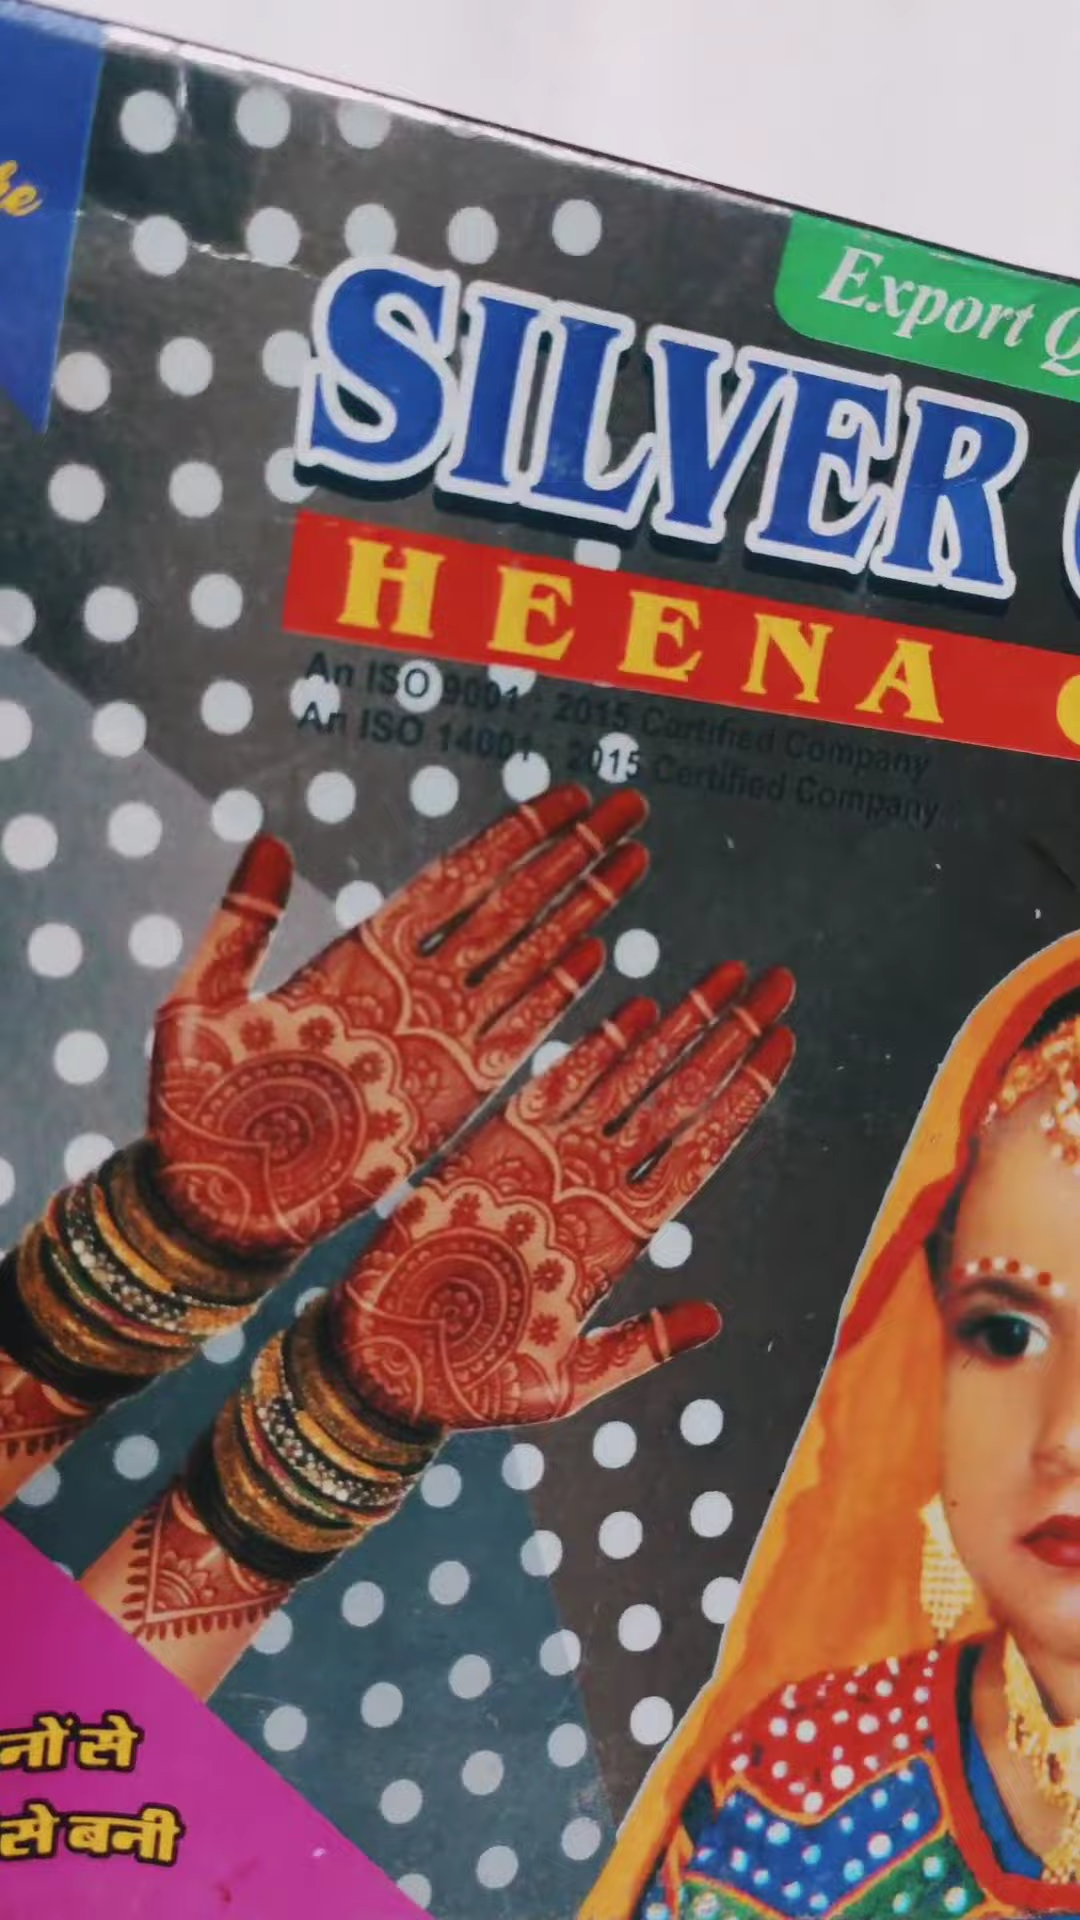 Export
SILVER
HEENA
An ISO 9001 : 2015 Certified Company
An ISO 14001 : 2015 Certified Company
से
से बनी